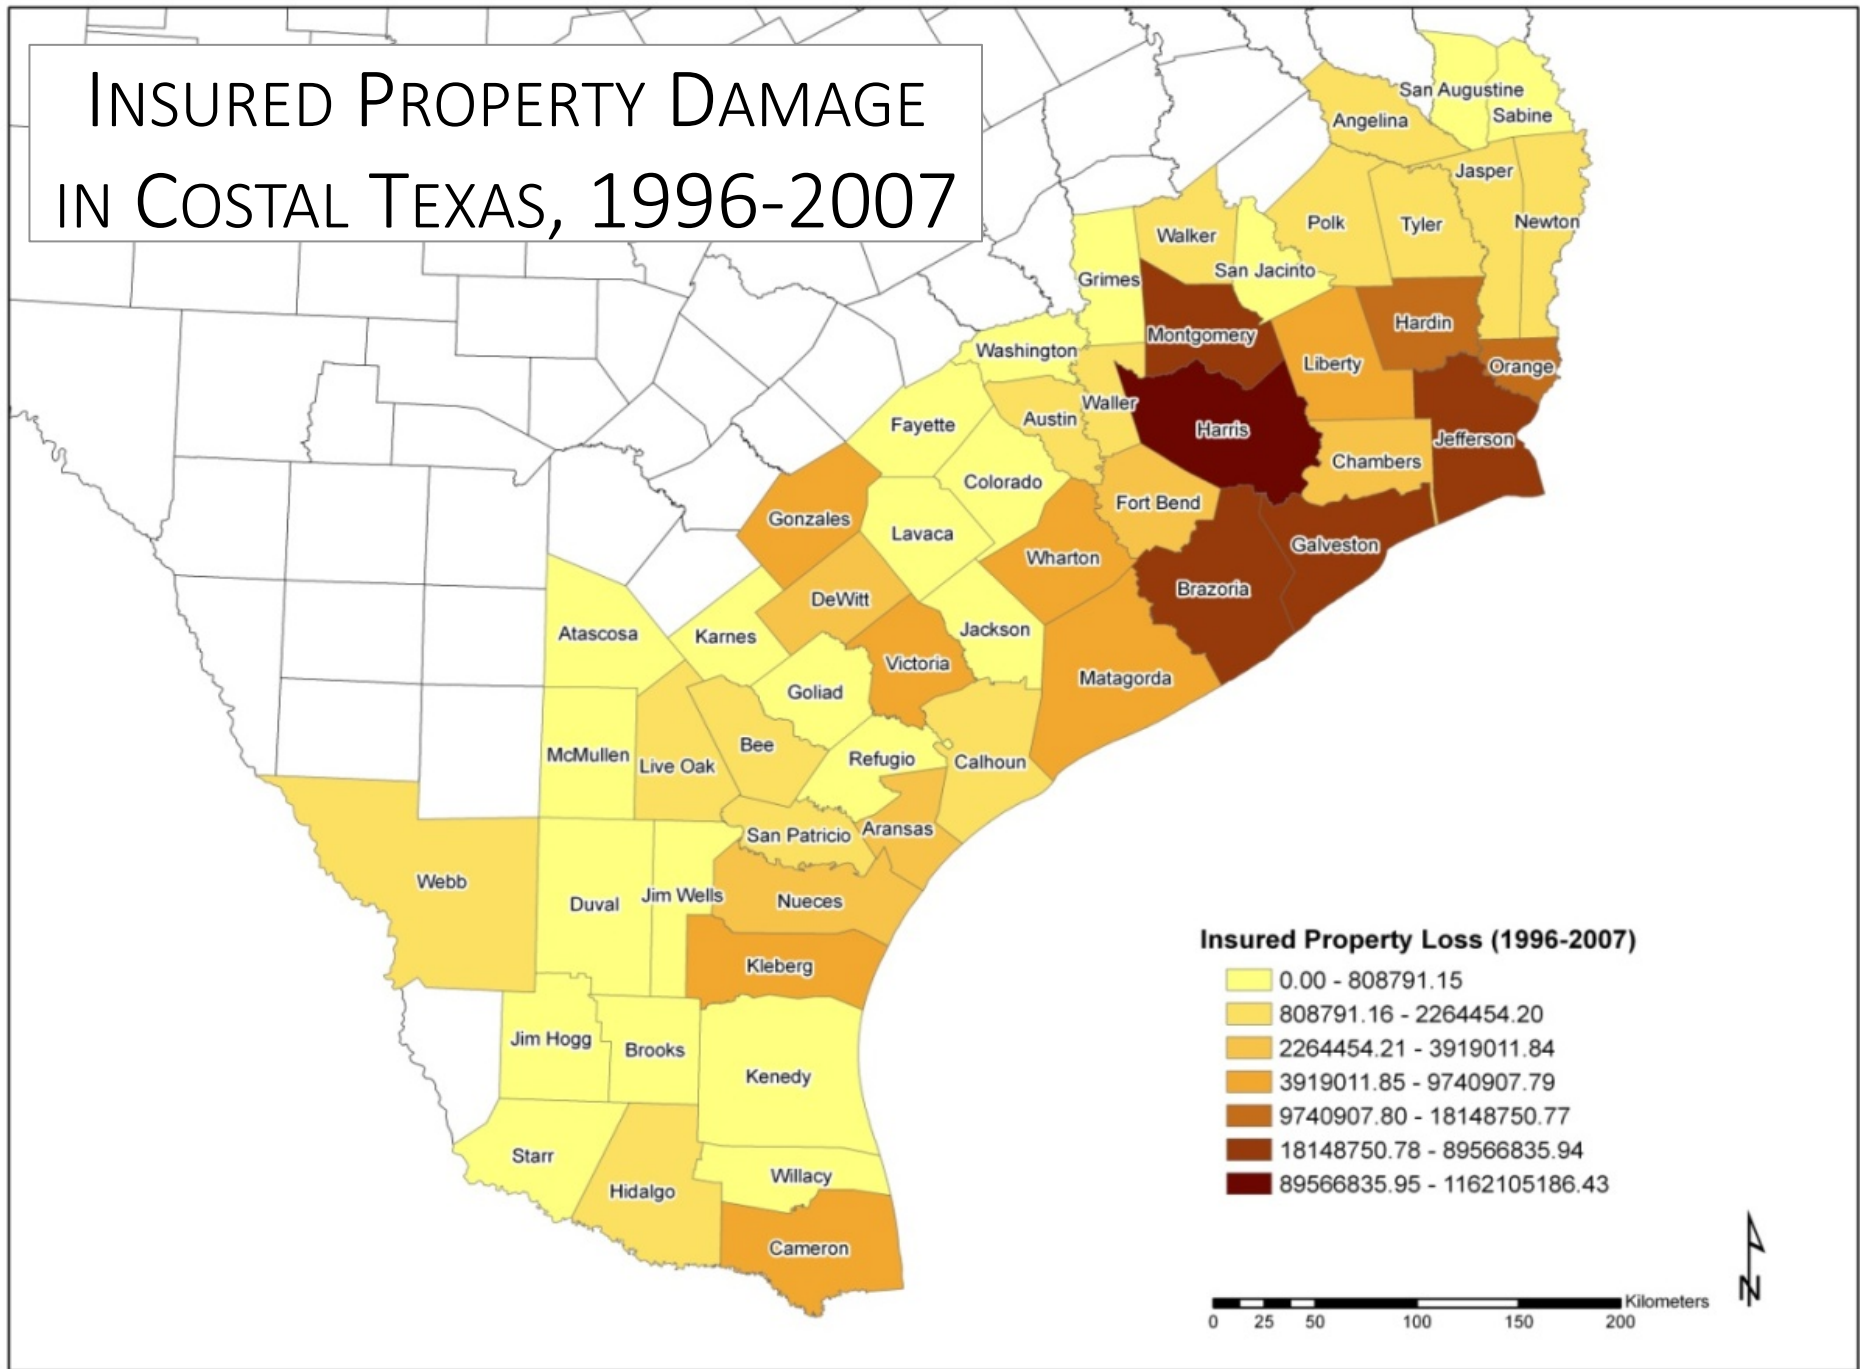 INSURED PROPERTY DAMAGE
IN COSTAL TEXAS, 1996-2007
San Augustine
Sabine
Angelina
Jasper
Newton
Polk
Tyler
Walker
San Jacinto
Grimes
Hardin
Montgomery
Liberty
Orange
Washington
Waller
Austin
Harris
Jefferson
Chambers
Fayette
Colorado
Fort Bend
Gonzales
Lavaca
Wharton
Galveston
Brazoria
DeWitt
Jackson
Atascosa
Karnes
Victoria
Matagorda
Goliad
Bee
McMullen
Live Oak
Refugio
Calhoun
San Patricio
Aransas
Webb
Duval
Jim Wells
Nueces
Kleberg
Jim Hogg
Brooks
Kenedy
Starr
Willacy
Hidalgo
Cameron
Insured Property Loss (1996-2007)
0.00 - 808791.15
808791.16 - 2264454.20
2264454.21 - 3919011.84
3919011.85 - 9740907.79
9740907.80 - 18148750.77
18148750.78 - 89566835.94
89566835.95 - 1162105186.43
N
Kilometers
0 25 50 100 150 200